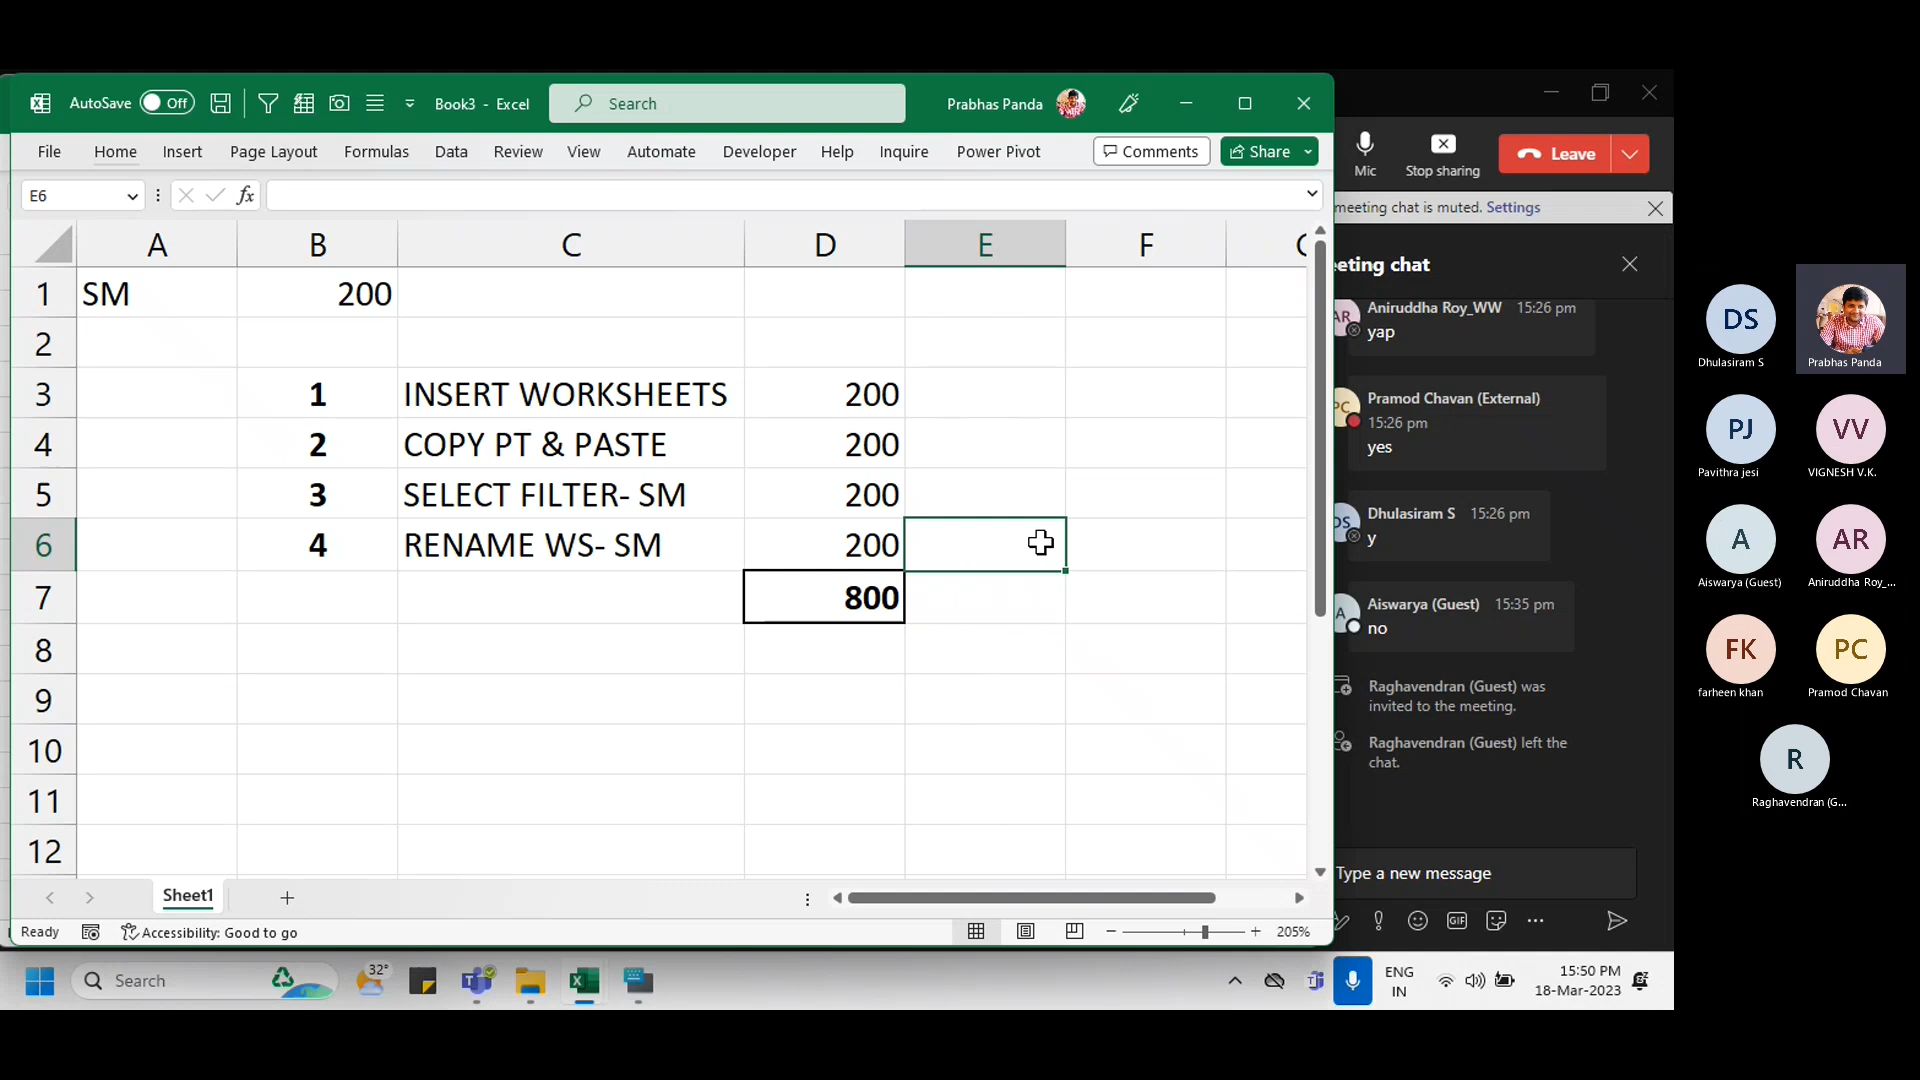 AutoSave Off Book3 - Excel Search Prabhas Panda
File Home Insert Page Layout Formulas Data Review View Automate Developer Help Inquire Power Pivot Comments Share
E6 fx
A B C D E F
1 SM 200
2
3 1 INSERT WORKSHEETS 200
4 2 COPY PT & PASTE 200
5 3 SELECT FILTER- SM 200
6 4 RENAME WS- SM 200
7 800
8
9
10
11
12
Sheet1
Ready Accessibility: Good to go 205%
Mic Stop sharing Leave
meeting chat is muted. Settings
eeting chat
AR Aniruddha Roy_WW 15:26 pm
yap
PC Pramod Chavan (External)
15:26 pm
yes
DS Dhulasiram S 15:26 pm
y
A Aiswarya (Guest) 15:35 pm
no
Raghavendran (Guest) was
invited to the meeting.
Raghavendran (Guest) left the
chat.
Type a new message
GIF
DS
Dhulasiram S Prabhas Panda
PJ VV
Pavithra jesi VIGNESH V.K.
A AR
Aiswarya (Guest) Aniruddha Roy_...
FK PC
farheen khan Pramod Chavan
R
Raghavendran (G...
Search 32° ENG
IN
15:50 PM
18-Mar-2023